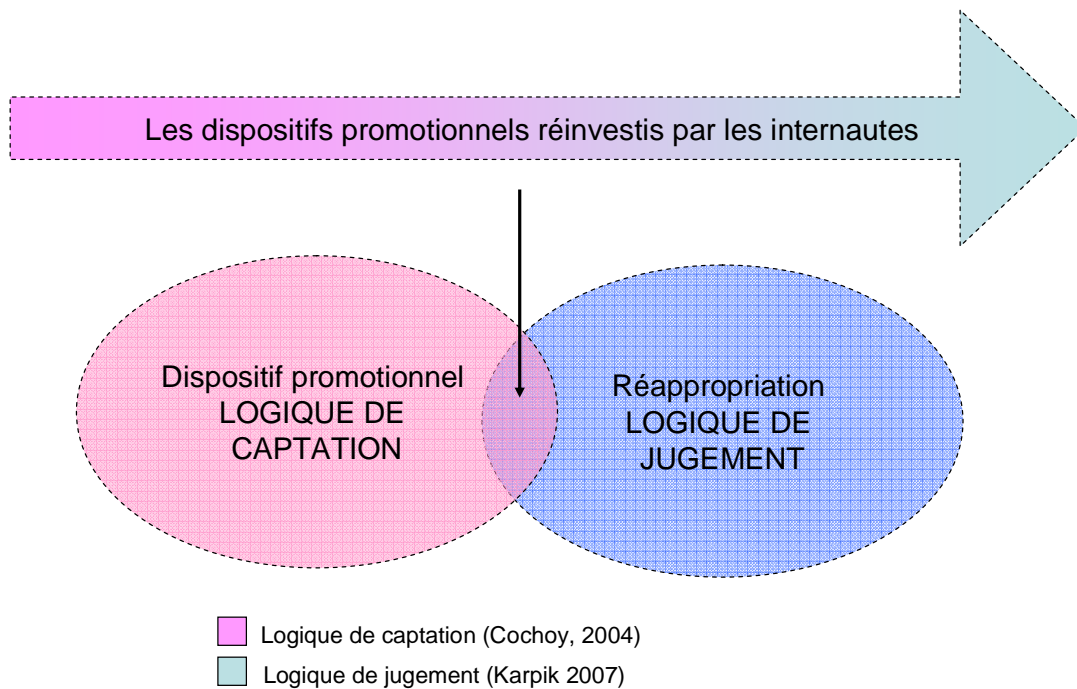 Les dispositifs promotionnels réinvestis par les internautes
Dispositif promotionnel
LOGIQUE DE
CAPTATION
Réappropriation
LOGIQUE DE
JUGEMENT
Logique de captation (Cochoy, 2004)
Logique de jugement (Karpik 2007)